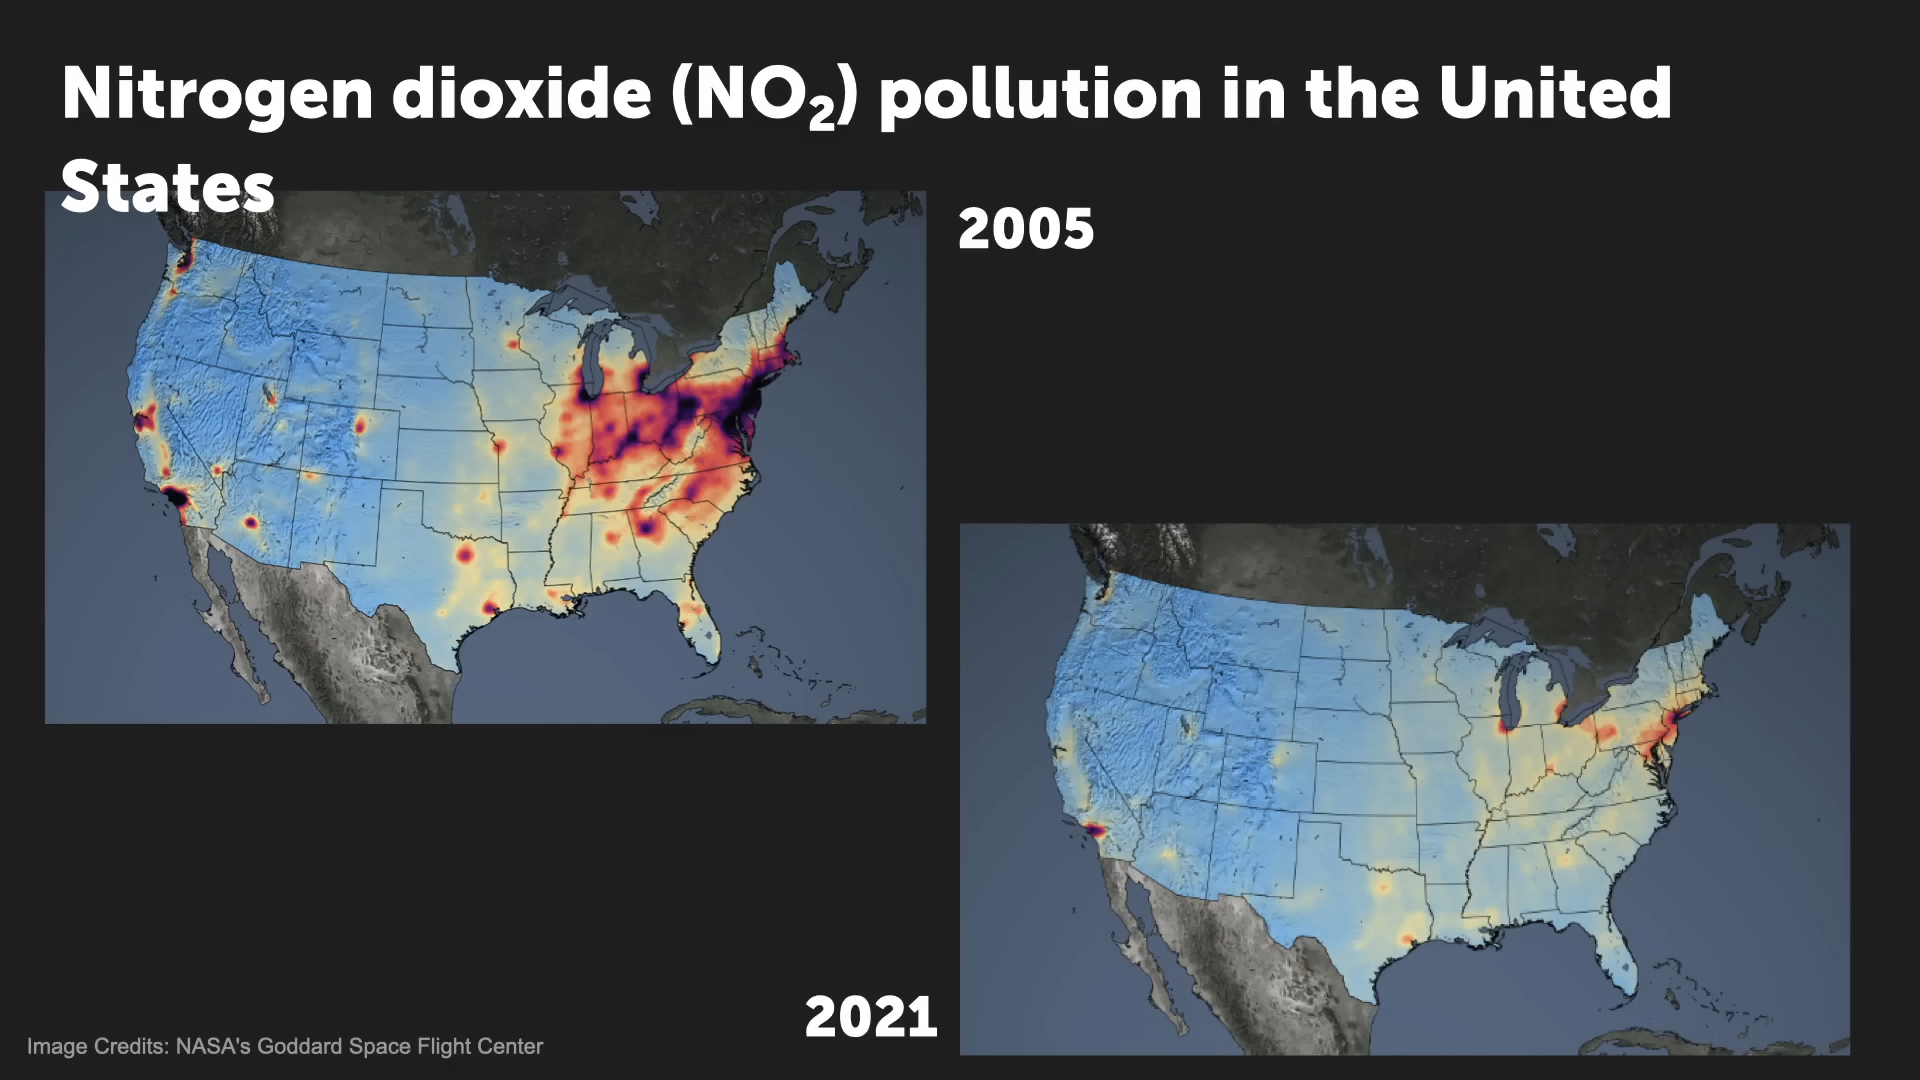 Nitrogen dioxide (NO₂) pollution in the United
States
2005
2021
Image Credits: NASA's Goddard Space Flight Center